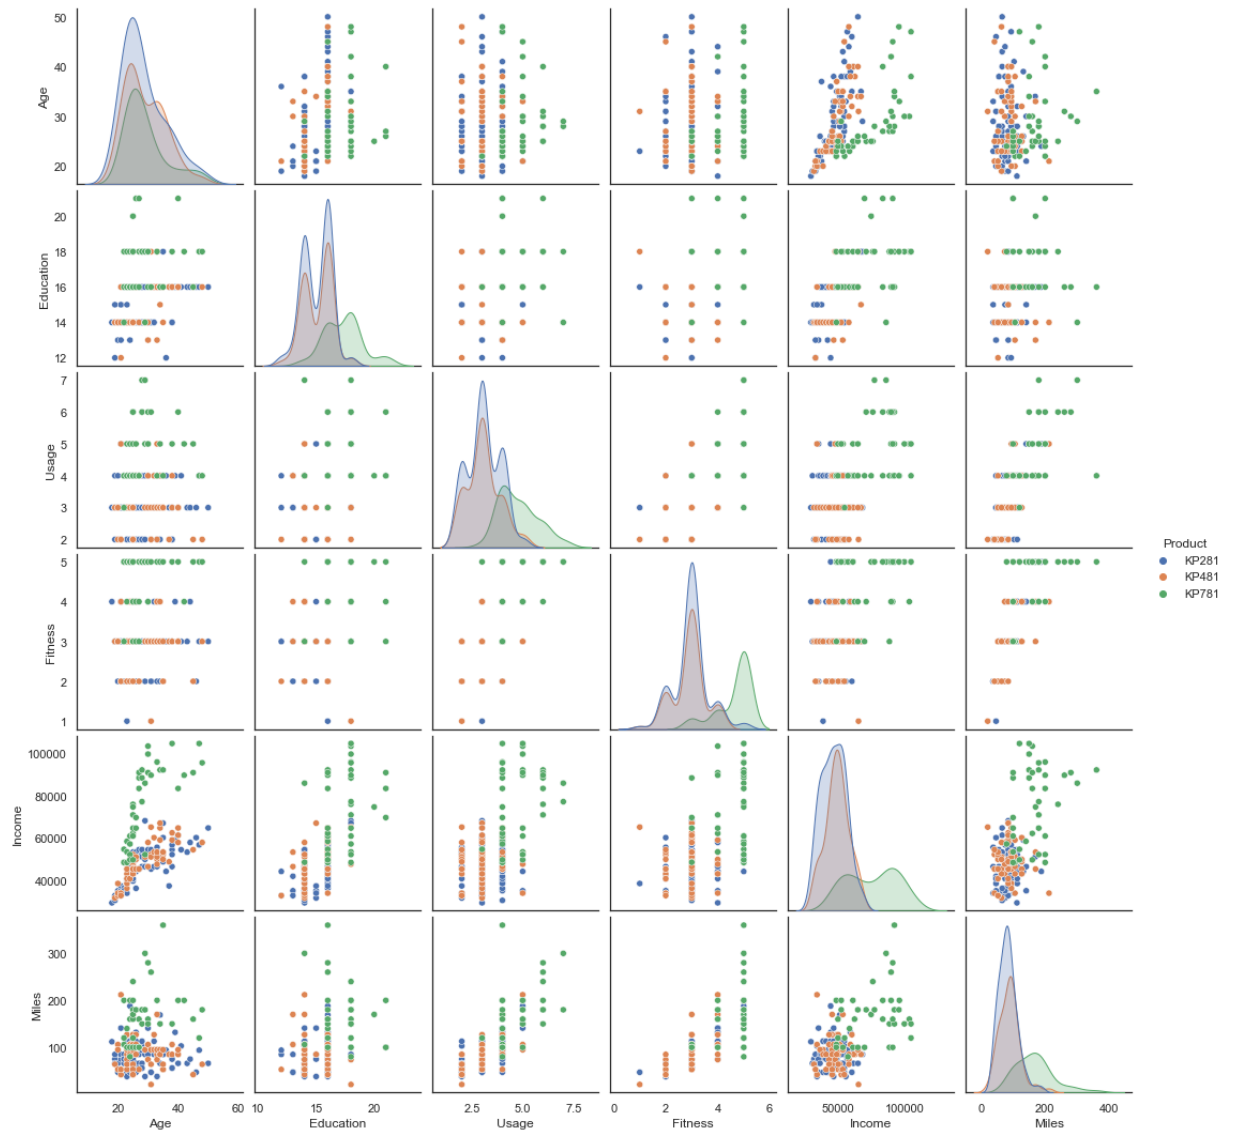 50
40
30
20
Age
20
18
16
14
12
Education
7
6
5
4
3
2
Usage
5
4
3
2
1
Fitness
Product
KP281
KP481
KP781
100000
80000
60000
40000
Income
300
200
100
Miles
20 40 60
10 15 20
2.5 5.0 7.5
0 2 4 6
50000 100000
0 200 400
Age Education Usage Fitness Income Miles